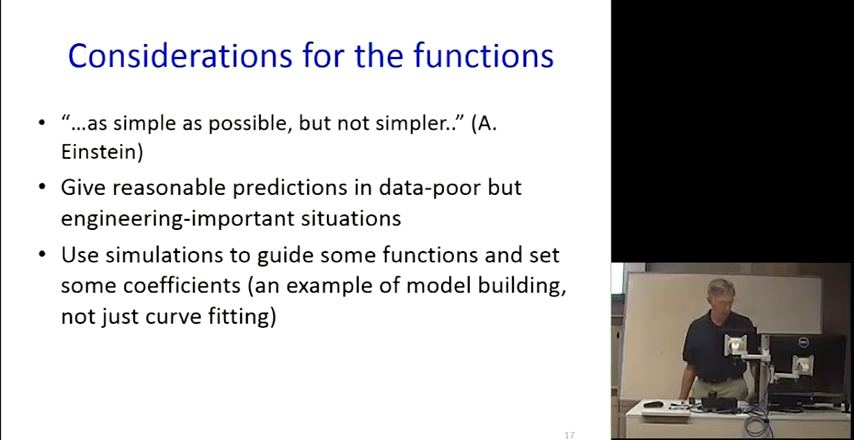 Considerations for the functions
• “...as simple as possible, but not simpler..” (A.
Einstein)
• Give reasonable predictions in data-poor but
engineering-important situations
• Use simulations to guide some functions and set
some coefficients (an example of model building,
not just curve fitting)
17
DELL